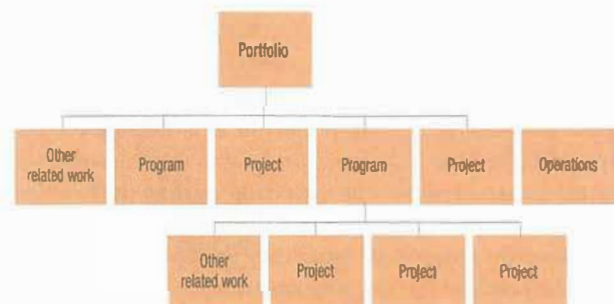 Portfolio
Other
related work
Program
Project
Program
Project
Operations
Other
related work
Project
Project
Project